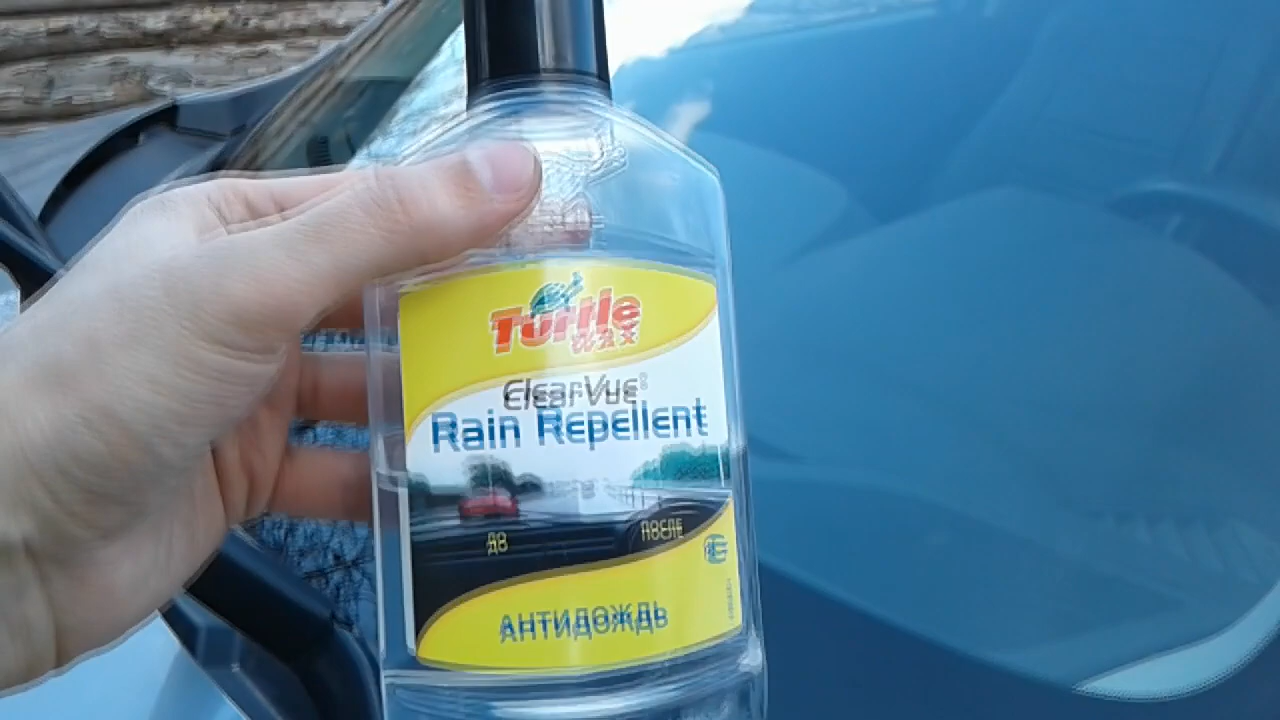 Turtle
WAX
ClearVue®
Rain Repellent
ДО
ПОСЛЕ
АНТИДОЖДЬ